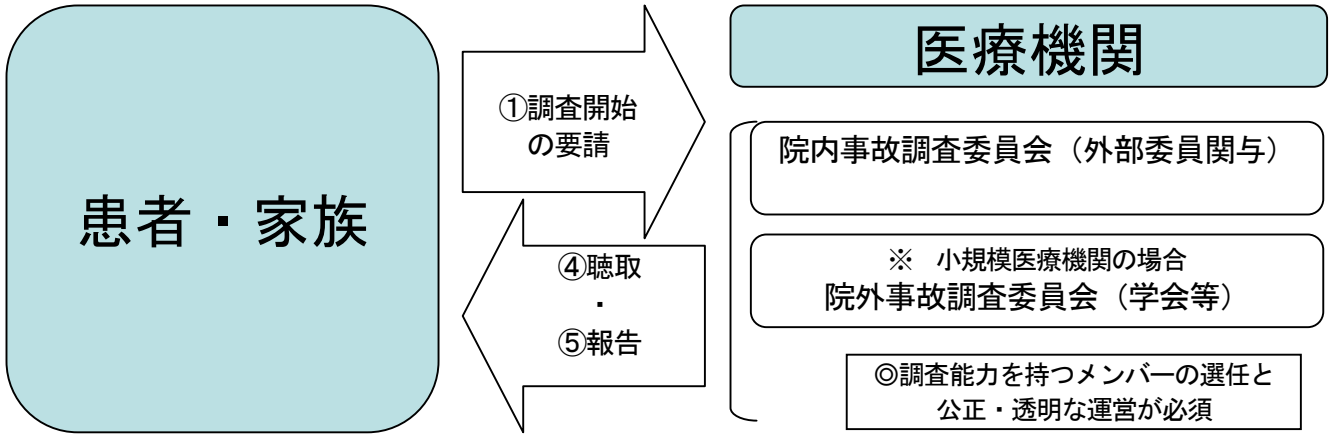 患者・家族
①調査開始
の要請
④聴取
・
⑤報告
医療機関
院内事故調査委員会（外部委員関与）
※　小規模医療機関の場合
院外事故調査委員会（学会等）
◎調査能力を持つメンバーの選任と
公正・透明な運営が必須